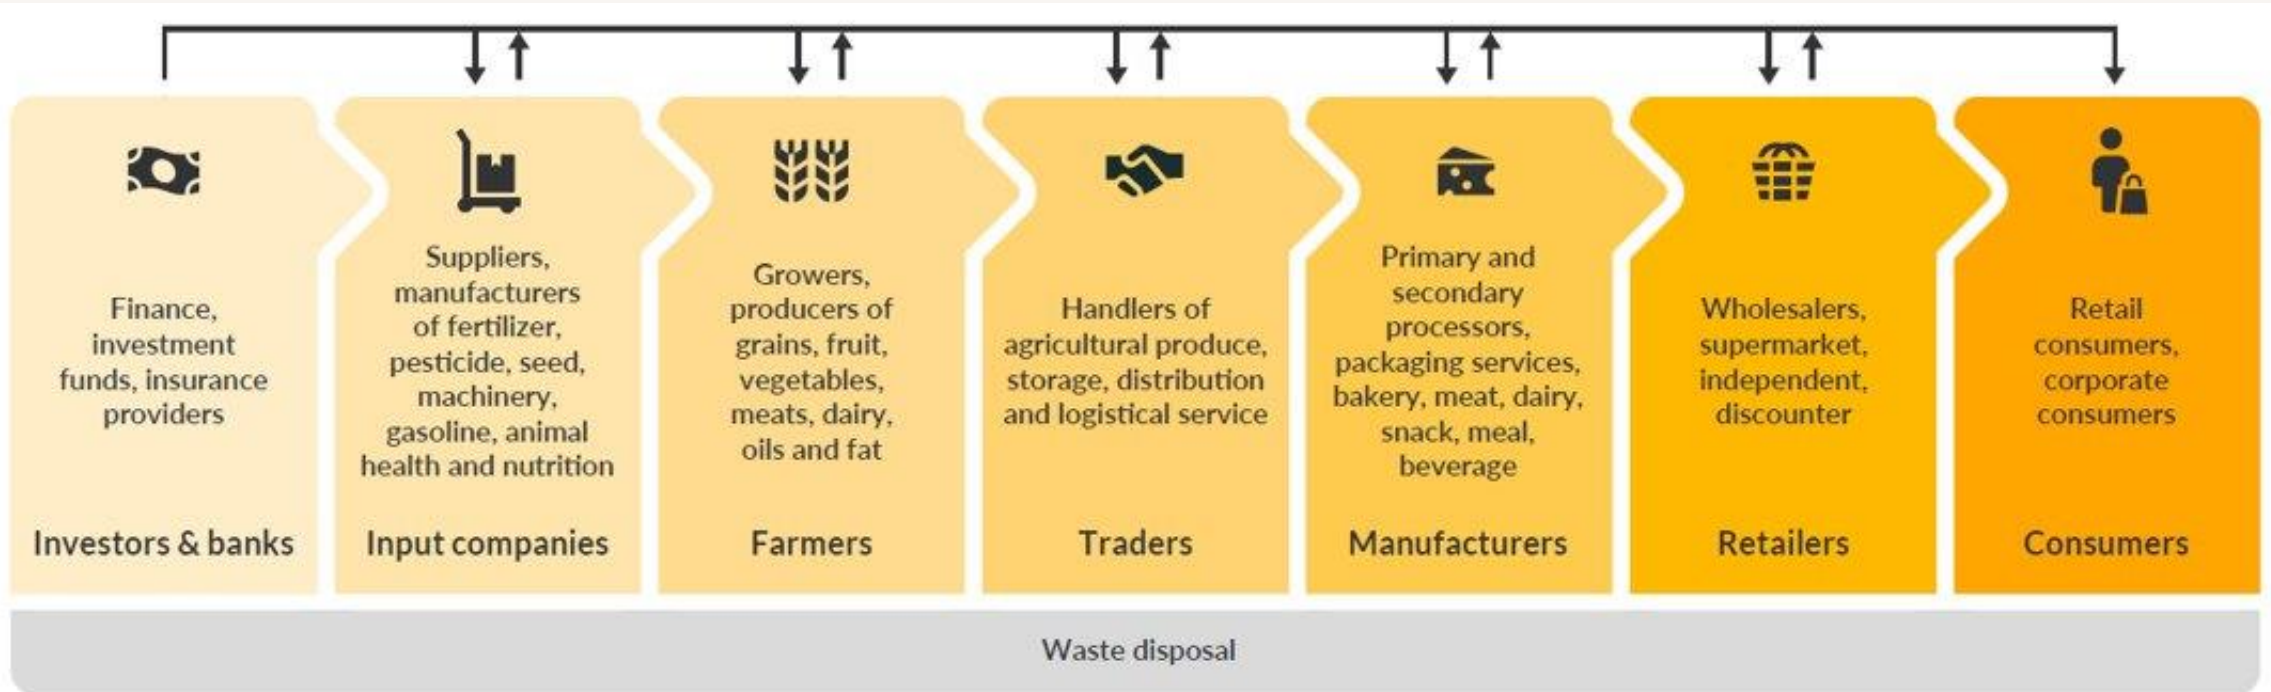 Finance,
investment
funds, insurance
providers
Investors & banks
Suppliers,
manufacturers
of fertilizer,
pesticide, seed,
machinery,
gasoline, animal
health and nutrition
Input companies
Growers,
producers of
grains, fruit,
vegetables,
meats, dairy,
oils and fat
Farmers
Handlers of
agricultural produce,
storage, distribution
and logistical service
Traders
Primary and
secondary
processors,
packaging services,
bakery, meat, dairy,
snack, meal,
beverage
Manufacturers
Wholesalers,
supermarket,
independent,
discounter
Retailers
Retail
consumers,
corporate
consumers
Consumers
Waste disposal